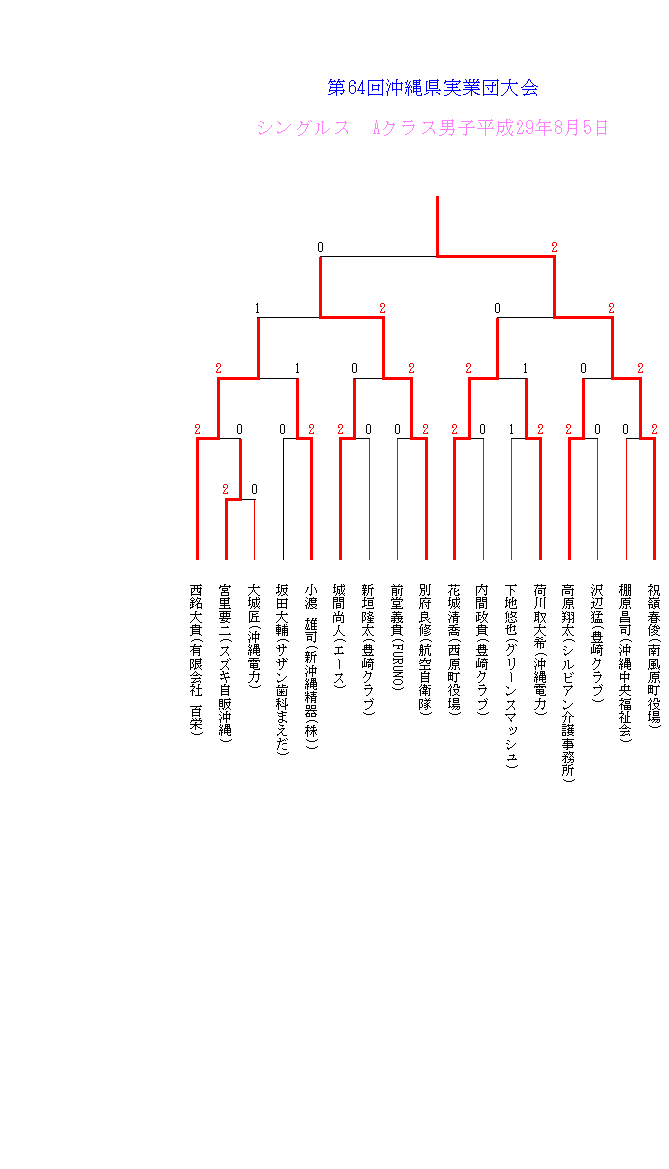 第64回沖縄県実業団大会
シングルス　Aクラス男子平成29年8月5日
0 2
1 2 0 2
2 1 0 2 2 1 0 2
2 0 0 2 2 0 0 2 2 0 1 2 2 0 0 2
2 0
西銘大貴(有限会社 百栄)
宮里要二(スズキ自販沖縄)
大城匠(沖縄電力)
坂田大輔(サザン歯科まえだ)
小渡 雄司(新沖縄精器(株))
城間尚人(エース)
新垣隆太(豊崎クラブ)
前堂義貴(FURUNO)
別府良修(航空自衛隊)
花城清喬(西原町役場)
内間政貴(豊崎クラブ)
下地悠也(グリーンスマッシュ)
荷川取大希(沖縄電力)
高原翔太(シルビアン介護事務所)
沢辺猛(豊崎クラブ)
棚原昌司(沖縄中央福祉会)
祝嶺春俊(南風原町役場)